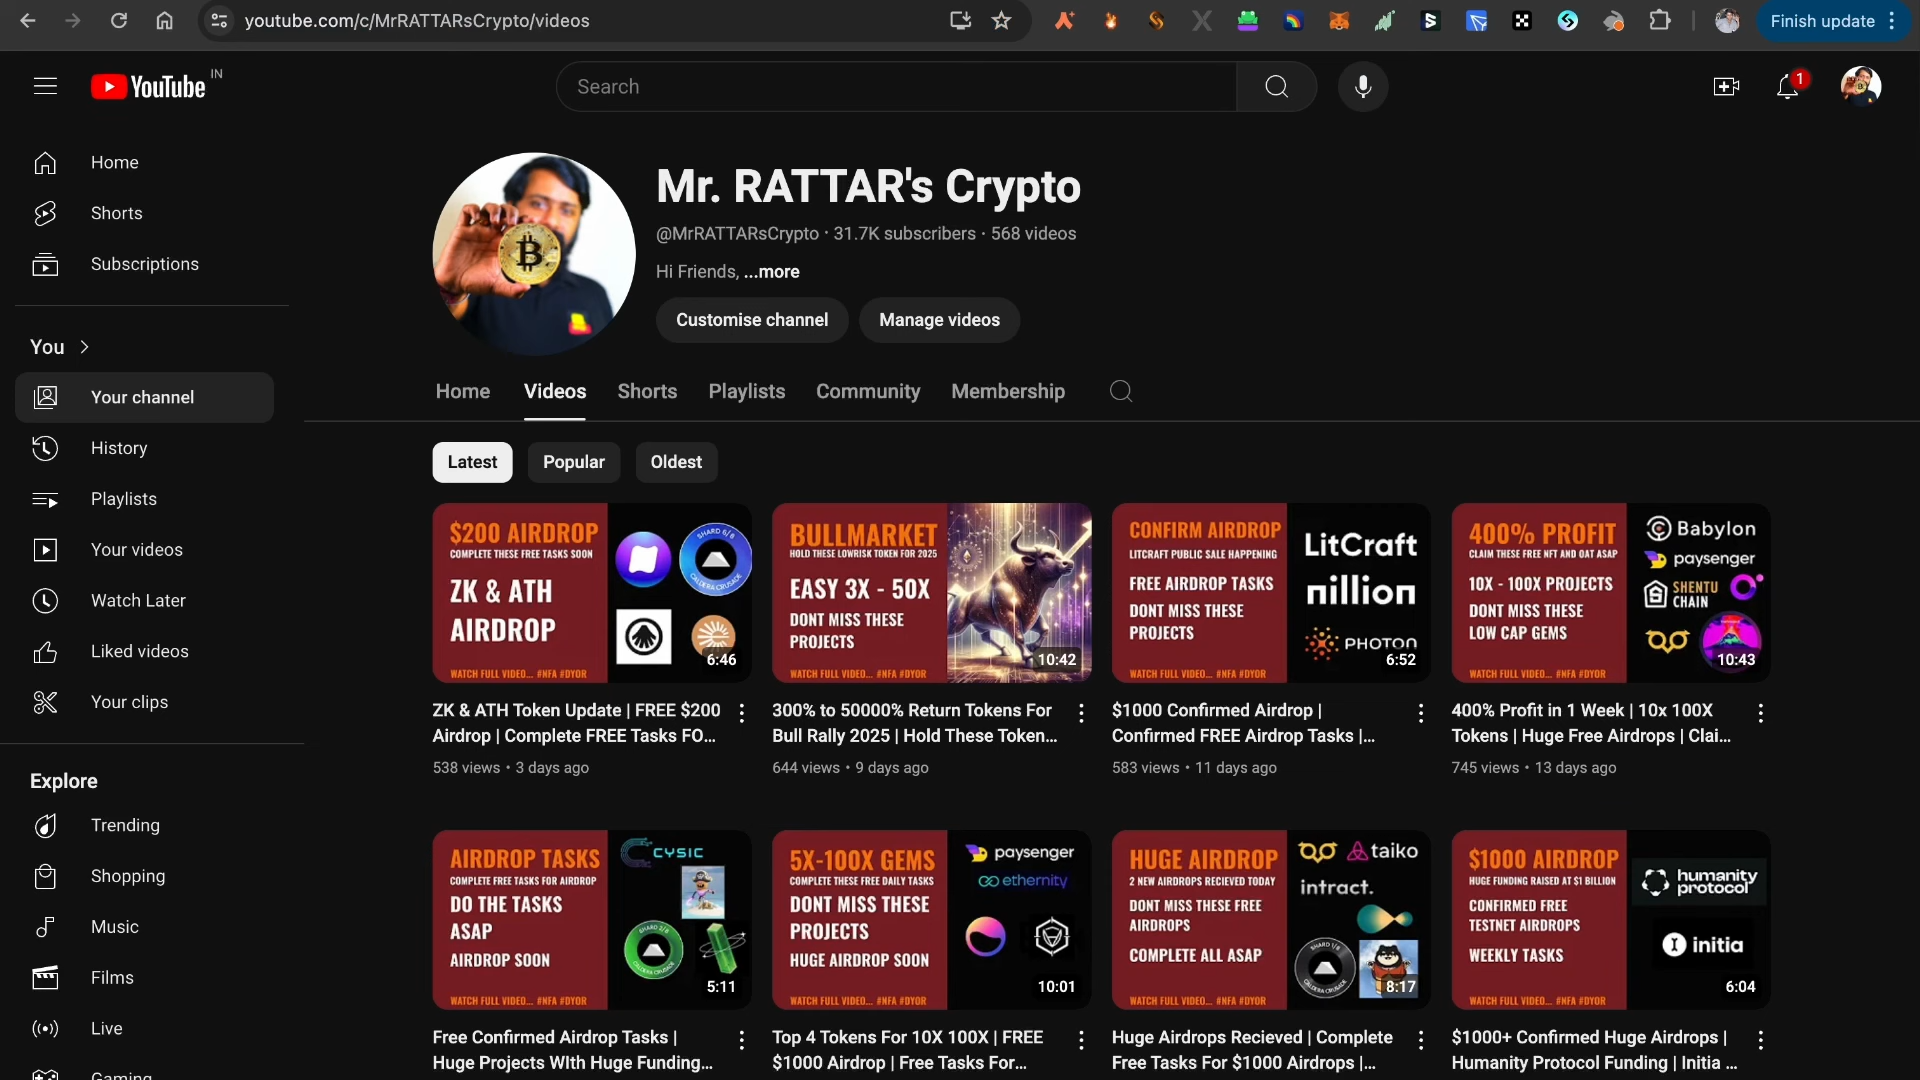 youtube.com/c/MrRATTARsCrypto/videos
Finish update
YouTube IN
Search
1
Home
Shorts
Subscriptions
You
Your channel
History
Playlists
Your videos
Watch Later
Liked videos
Your clips
Explore
Trending
Shopping
Music
Films
Live
Gaming
Mr. RATTAR's Crypto
@MrRATTARsCrypto · 31.7K subscribers · 568 videos
Hi Friends, ...more
Customise channel
Manage videos
Home
Videos
Shorts
Playlists
Community
Membership
Latest
Popular
Oldest
$200 AIRDROP
COMPLETE THESE FREE TASKS SOON
ZK & ATH
AIRDROP
WATCH FULL VIDEO... #NFA #DYOR
SHARD 6/8
CALDERA CRUSADE
6:46
ZK & ATH Token Update | FREE $200
Airdrop | Complete FREE Tasks FO...
538 views · 3 days ago
BULLMARKET
HOLD THESE LOWRISK TOKEN FOR 2025
EASY 3X - 50X
DONT MISS THESE
PROJECTS
WATCH FULL VIDEO... #NFA #DYOR
10:42
300% to 50000% Return Tokens For
Bull Rally 2025 | Hold These Token...
644 views · 9 days ago
CONFIRM AIRDROP
LITCRAFT PUBLIC SALE HAPPENING
FREE AIRDROP TASKS
DONT MISS THESE
PROJECTS
WATCH FULL VIDEO... #NFA #DYOR
LitCraft
nillion
PHOTON
6:52
$1000 Confirmed Airdrop |
Confirmed FREE Airdrop Tasks |...
583 views · 11 days ago
400% PROFIT
CLAIM THESE FREE NFT AND OAT ASAP
10X - 100X PROJECTS
DONT MISS THESE
LOW CAP GEMS
WATCH FULL VIDEO... #NFA #DYOR
Babylon
paysenger
SHENTU
CHAIN
10:43
400% Profit in 1 Week | 10x 100X
Tokens | Huge Free Airdrops | Clai...
745 views · 13 days ago
AIRDROP TASKS
COMPLETE FREE TASKS FOR AIRDROP
DO THE TASKS
ASAP
AIRDROP SOON
WATCH FULL VIDEO... #NFA #DYOR
CYSIC
SHARD 2/8
CALDERA CRUSADE
5:11
Free Confirmed Airdrop Tasks |
Huge Projects WIth Huge Funding...
5X-100X GEMS
COMPLETE THESE FREE DAILY TASKS
DONT MISS THESE
PROJECTS
HUGE AIRDROP SOON
WATCH FULL VIDEO... #NFA #DYOR
paysenger
ethernity
10:01
Top 4 Tokens For 10X 100X | FREE
$1000 Airdrop | Free Tasks For...
HUGE AIRDROP
2 NEW AIRDROPS RECIEVED TODAY
DONT MISS THESE FREE
AIRDROPS
COMPLETE ALL ASAP
WATCH FULL VIDEO... #NFA #DYOR
taiko
intract.
SHARD 1/8
CALDERA CRUSADE
8:17
Huge Airdrops Recieved | Complete
Free Tasks For $1000 Airdrops |...
$1000 AIRDROP
HUGE FUNDING RAISED AT $1 BILLION
CONFIRMED FREE
TESTNET AIRDROPS
WEEKLY TASKS
WATCH FULL VIDEO... #NFA #DYOR
humanity
protocol
initia
6:04
$1000+ Confirmed Huge Airdrops |
Humanity Protocol Funding | Initia ...